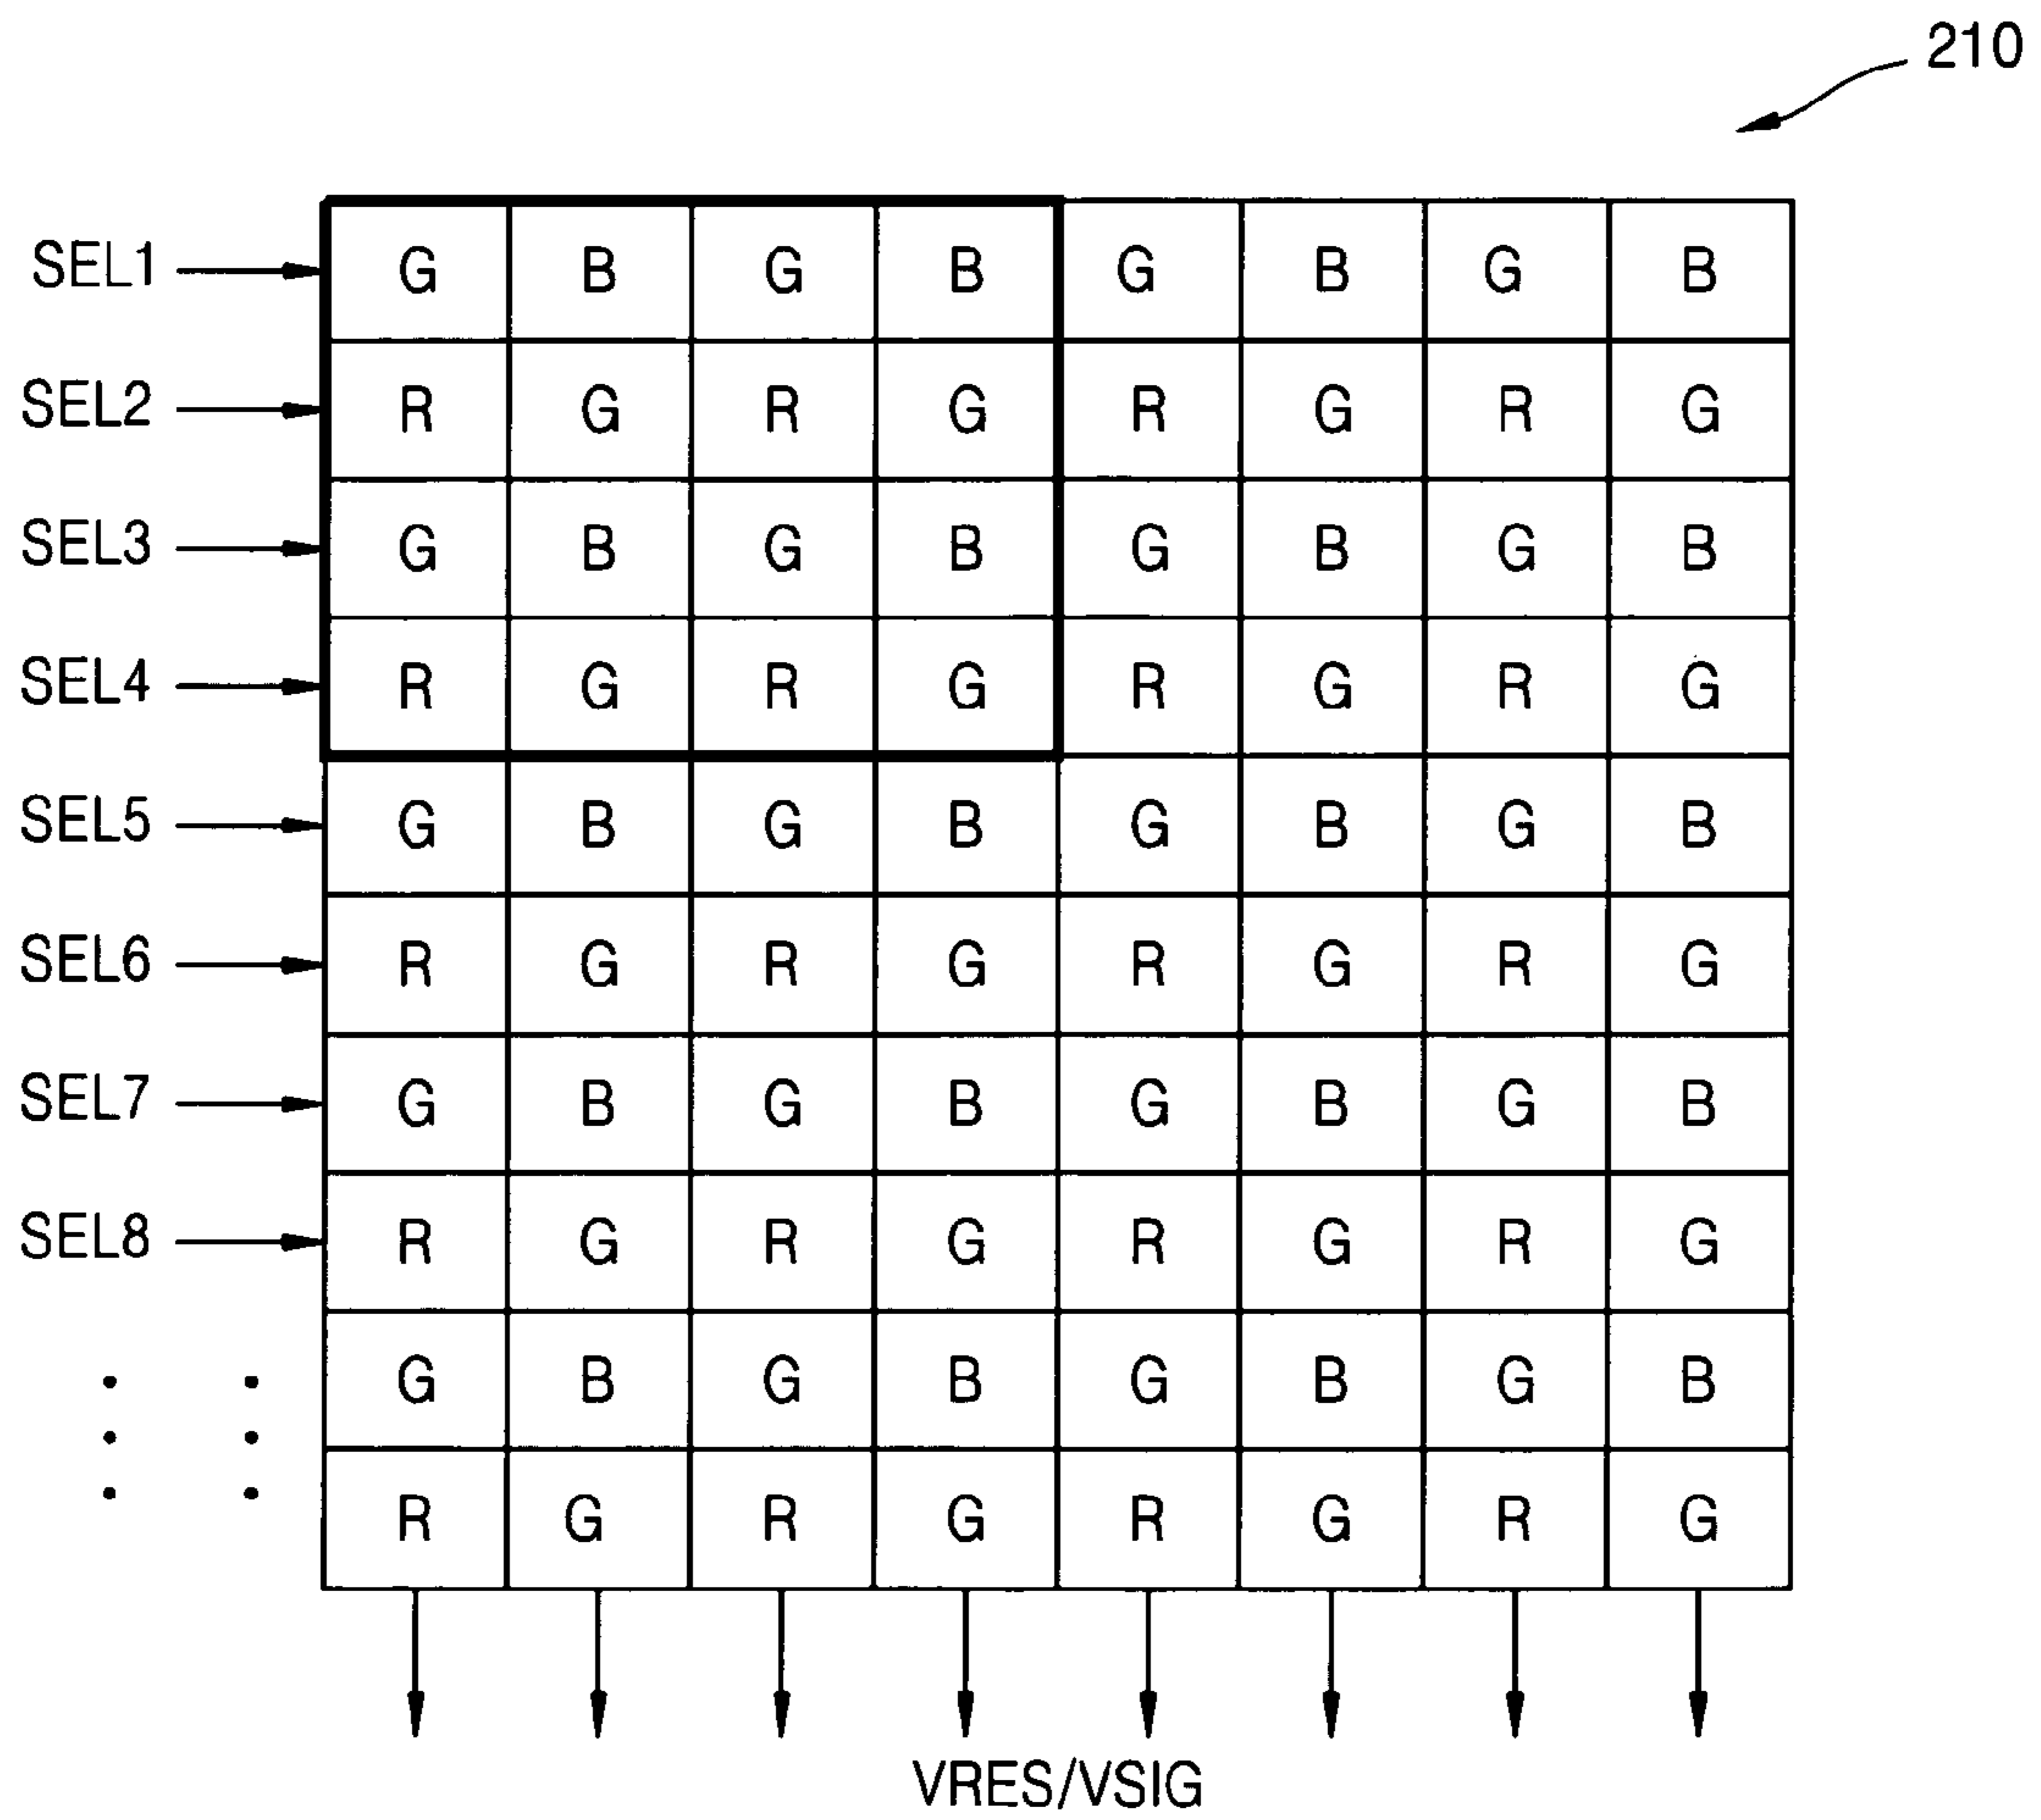 210
SEL1 G B G B G B G B
SEL2 R G R G R G R G
SEL3 G B G B G B G B
SEL4 R G R G R G R G
SEL5 G B G B G B G B
SEL6 R G R G R G R G
SEL7 G B G B G B G B
SEL8 R G R G R G R G
G B G B G B G B
R G R G R G R G
VRES/VSIG